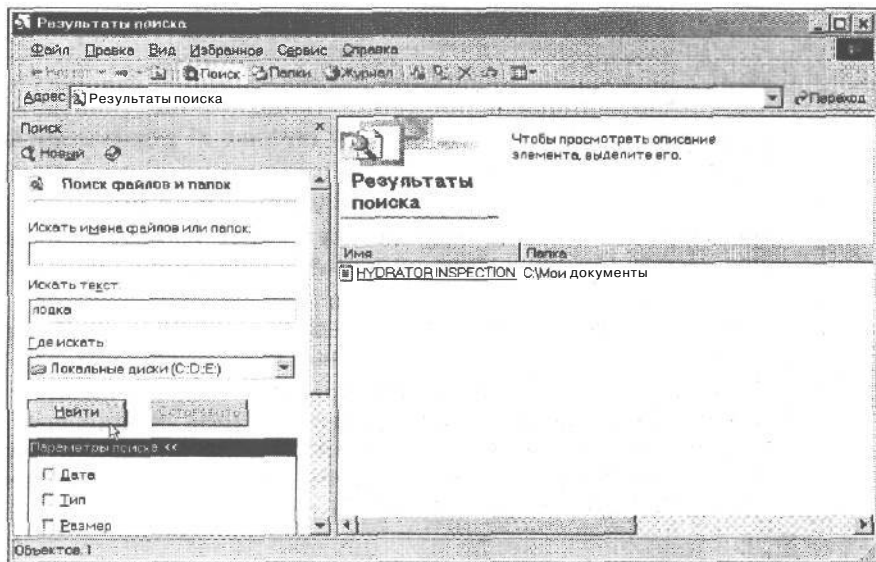 Результаты поиска
Файл Правка Вид Избранное Сервис Справка
Поиск Папки Журнал
Адрес Результаты поиска Переход
Поиск
Новый
Поиск файлов и папок
Искать имена файлов или папок:
Искать текст:
лодка
Где искать:
Локальные диски (C:D:E:)
Найти Остановить
Параметры поиска <<
Дата
Тип
Размер
Результаты поиска
Чтобы просмотреть описание
элемента, выделите его.
Имя Папка
HYDRATOR INSPECTION C:\Мои документы
Объектов: 1